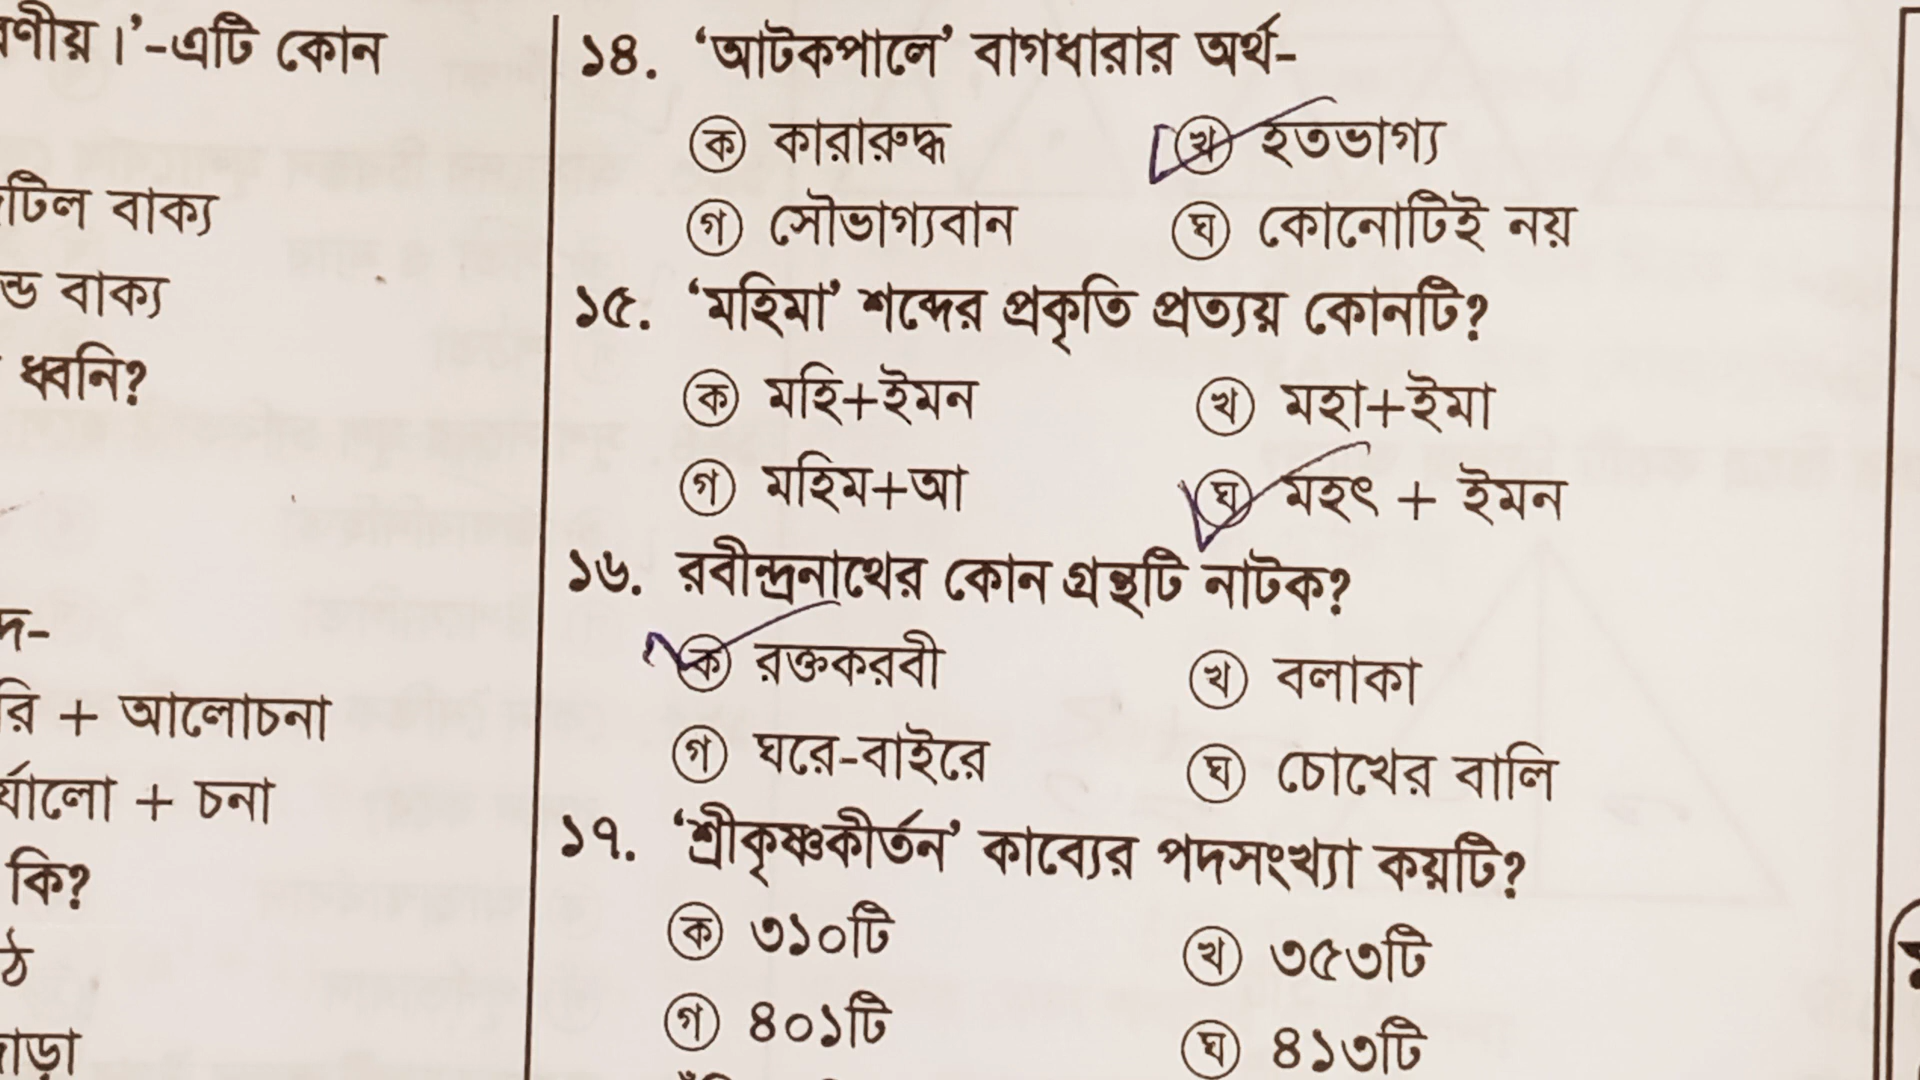 ণীয়।’-এটি কোন
টিল বাক্য
ন্ড বাক্য
ধ্বনি?
দ-
রি + আলোচনা
র্যালো + চনা
কি?
ঠ
াড়া
১৪. ‘আটকপালে’ বাগধারার অর্থ-
ক কারারুদ্ধ খ হতভাগ্য
গ সৌভাগ্যবান ঘ কোনোটিই নয়
১৫. ‘মহিমা’ শব্দের প্রকৃতি প্রত্যয় কোনটি?
ক মহি+ইমন খ মহা+ইমা
গ মহিম+আ ঘ মহৎ + ইমন
১৬. রবীন্দ্রনাথের কোন গ্রন্থটি নাটক?
ক রক্তকরবী খ বলাকা
গ ঘরে-বাইরে ঘ চোখের বালি
১৭. ‘শ্রীকৃষ্ণকীর্তন’ কাব্যের পদসংখ্যা কয়টি?
ক ৩১০টি খ ৩৫৩টি
গ ৪০১টি ঘ ৪১৩টি